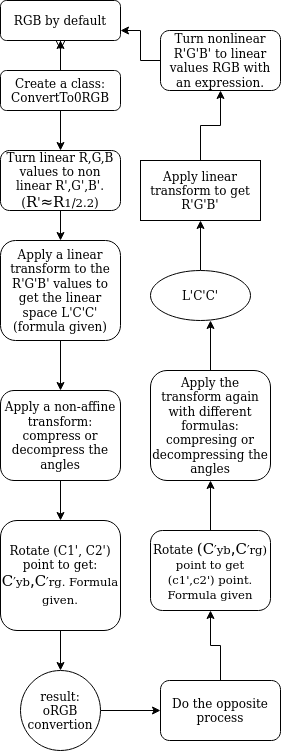 RGB by default
Create a class:
ConvertTo0RGB
Turn linear R,G,B
values to non
linear R',G',B'.
(R'≈R1/2.2)
Apply a linear
transform to the
R'G'B' values to
get the linear
space L'C'C'
(formula given)
Apply a non-affine
transform:
compress or
decompress the
angles
Rotate (C1', C2')
point to get:
C′yb,C′rg. Formula
given.
result:
oRGB
convertion
Do the opposite
process
Rotate (C′yb,C′rg)
point to get
(c1',c2') point.
Formula given
Apply the
transform again
with different
formulas:
compresing or
decompressing the
angles
L'C'C'
Apply linear
transform to get
R'G'B'
Turn nonlinear
R'G'B' to linear
values RGB with
an expression.